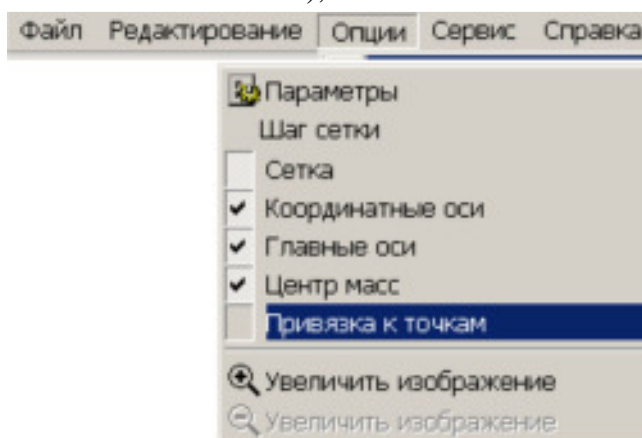 Файл Редактирование Опции Сервис Справка
Параметры
Шаг сетки
Сетка
Координатные оси
Главные оси
Центр масс
Привязка к точкам
Увеличить изображение
Увеличить изображение